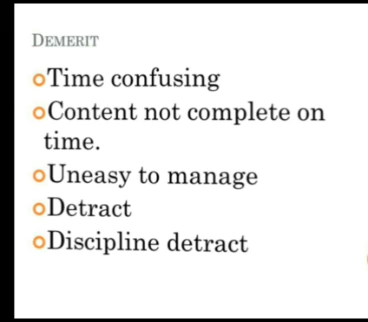 DEMERIT
Time confusing
Content not complete on
time.
Uneasy to manage
Detract
Discipline detract